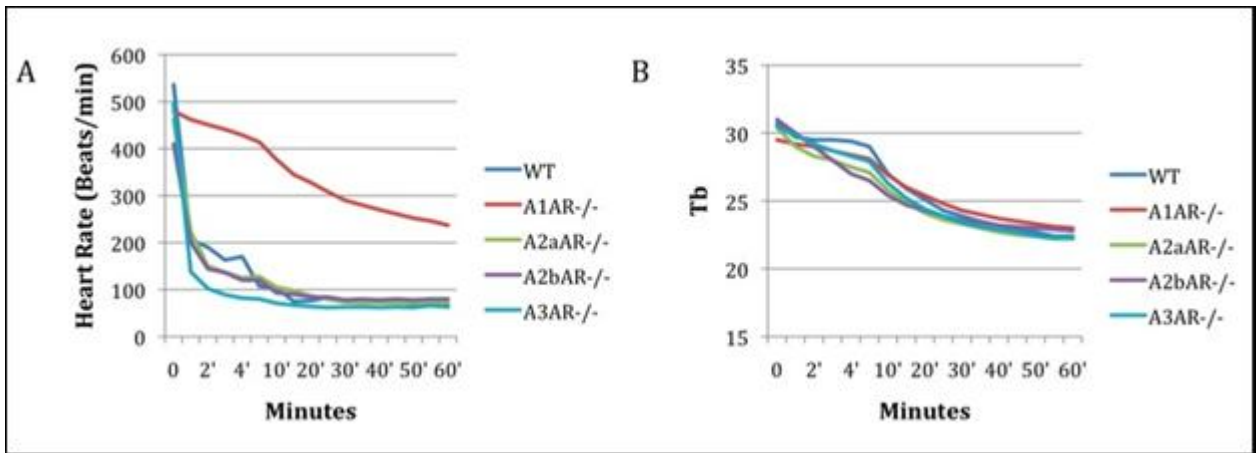 A
Heart Rate (Beats/min)
600
500
400
300
200
100
0
0 2' 4' 10' 20' 30' 40' 50' 60'
Minutes
WT
A1AR-/-
A2aAR-/-
A2bAR-/-
A3AR-/-
B
Tb
35
30
25
20
15
0 2' 4' 10' 20' 30' 40' 50' 60'
Minutes
WT
A1AR-/-
A2aAR-/-
A2bAR-/-
A3AR-/-